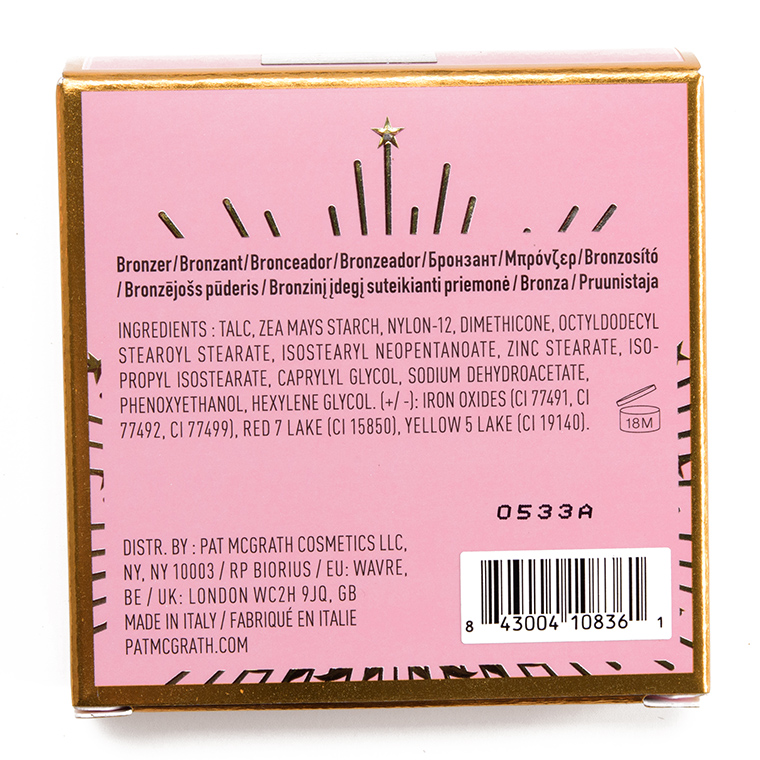 Bronzer/Bronzant/Bronceador/Bronzeador/Бронзант/Μπρόνζερ/Bronzosító
/Bronzējošs pūderis/Bronzinį įdegį suteikianti priemonė/Bronza/Pruunistaja
INGREDIENTS : TALC, ZEA MAYS STARCH, NYLON-12, DIMETHICONE, OCTYLDODECYL
STEAROYL STEARATE, ISOSTEARYL NEOPENTANOATE, ZINC STEARATE, ISO-
PROPYL ISOSTEARATE, CAPRYLYL GLYCOL, SODIUM DEHYDROACETATE,
PHENOXYETHANOL, HEXYLENE GLYCOL. (+/ -): IRON OXIDES (CI 77491, CI
77492, CI 77499), RED 7 LAKE (CI 15850), YELLOW 5 LAKE (CI 19140).
18M
0533A
DISTR. BY : PAT MCGRATH COSMETICS LLC,
NY, NY 10003 / RP BIORIUS / EU: WAVRE,
BE / UK: LONDON WC2H 9JQ, GB
MADE IN ITALY / FABRIQUÉ EN ITALIE
PATMCGRATH.COM
8 43004 10836 1